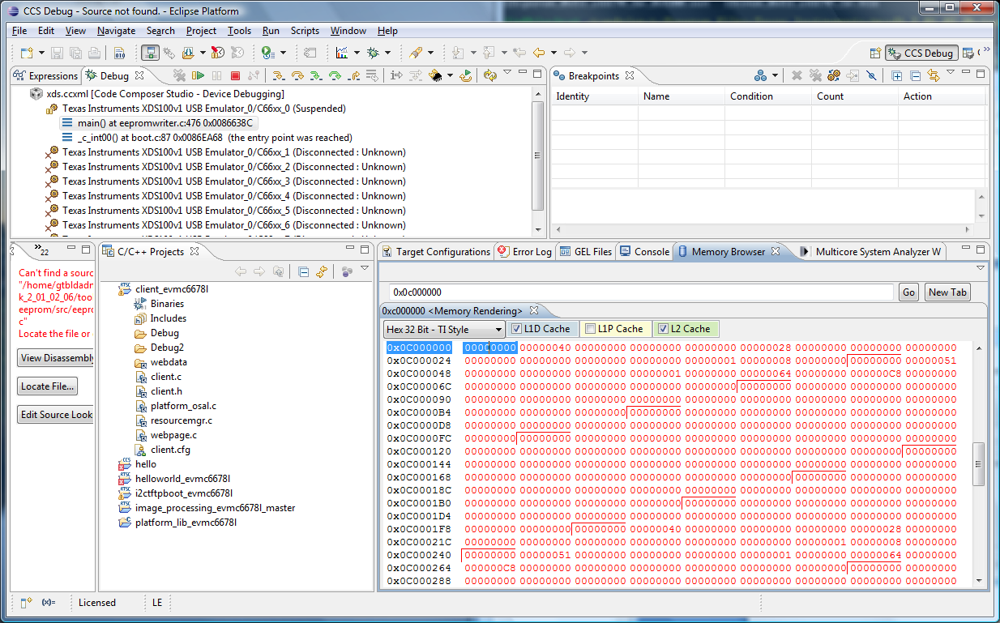 CCS Debug - Source not found. - Eclipse Platform
File Edit View Navigate Search Project Tools Run Scripts Window Help
CCS Debug
Expressions Debug
xds.ccxml [Code Composer Studio - Device Debugging]
Texas Instruments XDS100v1 USB Emulator_0/C66xx_0 (Suspended)
main() at eepromwriter.c:476 0x0086638C
_c_int00() at boot.c:87 0x0086EA68 (the entry point was reached)
Texas Instruments XDS100v1 USB Emulator_0/C66xx_1 (Disconnected : Unknown)
Texas Instruments XDS100v1 USB Emulator_0/C66xx_2 (Disconnected : Unknown)
Texas Instruments XDS100v1 USB Emulator_0/C66xx_3 (Disconnected : Unknown)
Texas Instruments XDS100v1 USB Emulator_0/C66xx_4 (Disconnected : Unknown)
Texas Instruments XDS100v1 USB Emulator_0/C66xx_5 (Disconnected : Unknown)
Texas Instruments XDS100v1 USB Emulator_0/C66xx_6 (Disconnected : Unknown)
Breakpoints
Identity Name Condition Count Action
22
Can't find a sourc
"/home/gtbldadn
k_2_01_02_06/too
eeprom/src/eepr
c"
Locate the file or
View Disassembly
Locate File...
Edit Source Look
C/C++ Projects
client_evmc6678l
Binaries
Includes
Debug
Debug2
webdata
client.c
client.h
platform_osal.c
resourcemgr.c
webpage.c
client.cfg
hello
helloworld_evmc6678l
i2ctftpboot_evmc6678l
image_processing_evmc6678l_master
platform_lib_evmc6678l
Target Configurations Error Log GEL Files Console Memory Browser Multicore System Analyzer W
0x0c000000 Go New Tab
0xc000000 <Memory Rendering>
Hex 32 Bit - TI Style L1D Cache L1P Cache L2 Cache
0x0C000000 00000000 00000040 00000000 00000000 00000000 00000028 00000000 00000000 00000000
0x0C000024 00000000 00000000 00000000 00000000 00000001 00000008 00000000 00000000 00000051
0x0C000048 00000000 00000000 00000000 00000001 00000000 00000064 00000000 000000C8 00000000
0x0C00006C 00000000 00000000 00000000 00000000 00000000 00000000 00000000 00000000 00000000
0x0C000090 00000000 00000000 00000000 00000000 00000000 00000000 00000000 00000000 00000000
0x0C0000B4 00000000 00000000 00000000 00000000 00000000 00000000 00000000 00000000 00000000
0x0C0000D8 00000000 00000000 00000000 00000000 00000000 00000000 00000000 00000000 00000000
0x0C0000FC 00000000 00000000 00000000 00000000 00000000 00000000 00000000 00000000 00000000
0x0C000120 00000000 00000000 00000000 00000000 00000000 00000000 00000000 00000000 00000000
0x0C000144 00000000 00000000 00000000 00000000 00000000 00000000 00000000 00000000 00000000
0x0C000168 00000000 00000000 00000000 00000000 00000000 00000000 00000000 00000000 00000000
0x0C00018C 00000000 00000000 00000000 00000000 00000000 00000000 00000000 00000000 00000000
0x0C0001B0 00000000 00000000 00000000 00000000 00000000 00000000 00000000 00000000 00000000
0x0C0001D4 00000000 00000000 00000000 00000000 00000000 00000000 00000000 00000000 00000000
0x0C0001F8 00000000 00000000 00000000 00000040 00000000 00000000 00000000 00000028 00000000
0x0C00021C 00000000 00000000 00000000 00000000 00000000 00000000 00000001 00000008 00000000
0x0C000240 00000000 00000051 00000000 00000000 00000000 00000001 00000000 00000064 00000000
0x0C000264 000000C8 00000000 00000000 00000000 00000000 00000000 00000000 00000000 00000000
0x0C000288 00000000 00000000 00000000 00000000 00000000 00000000 00000000 00000000 00000000
Licensed LE